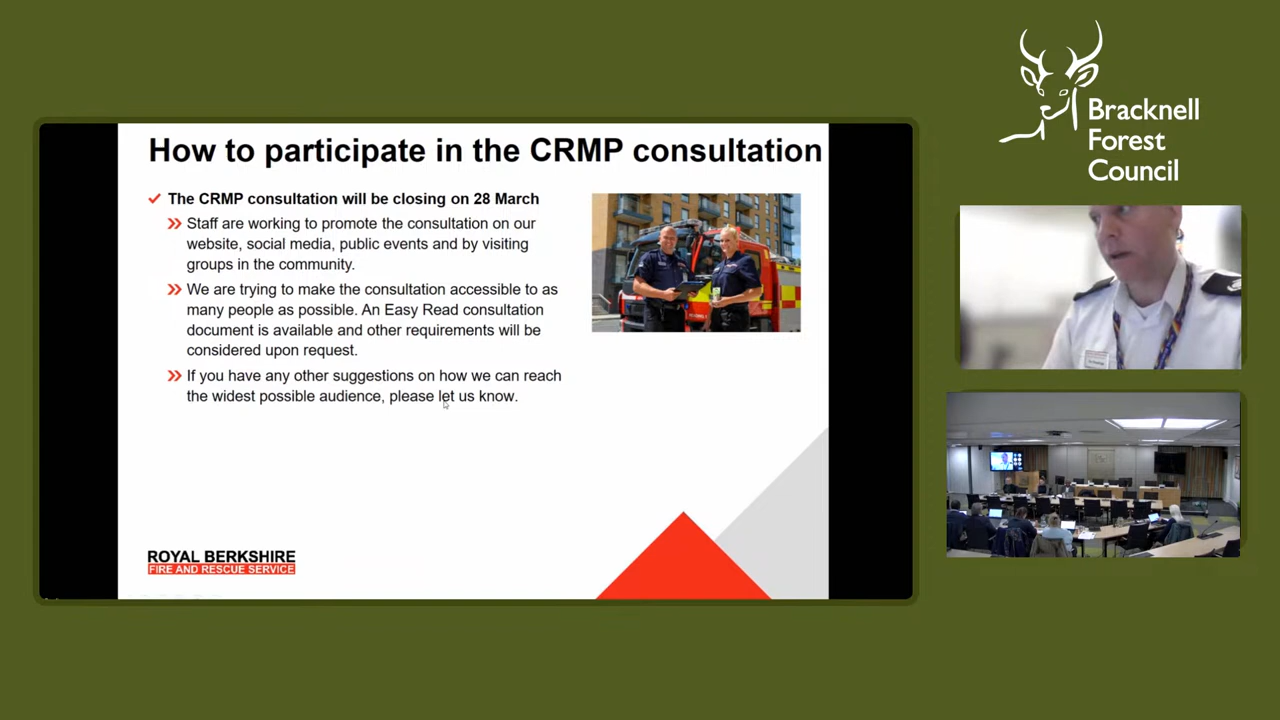 How to participate in the CRMP consultation
The CRMP consultation will be closing on 28 March
Staff are working to promote the consultation on our
website, social media, public events and by visiting
groups in the community.
We are trying to make the consultation accessible to as
many people as possible. An Easy Read consultation
document is available and other requirements will be
considered upon request.
If you have any other suggestions on how we can reach
the widest possible audience, please let us know.
ROYAL BERKSHIRE
FIRE AND RESCUE SERVICE
Bracknell
Forest
Council